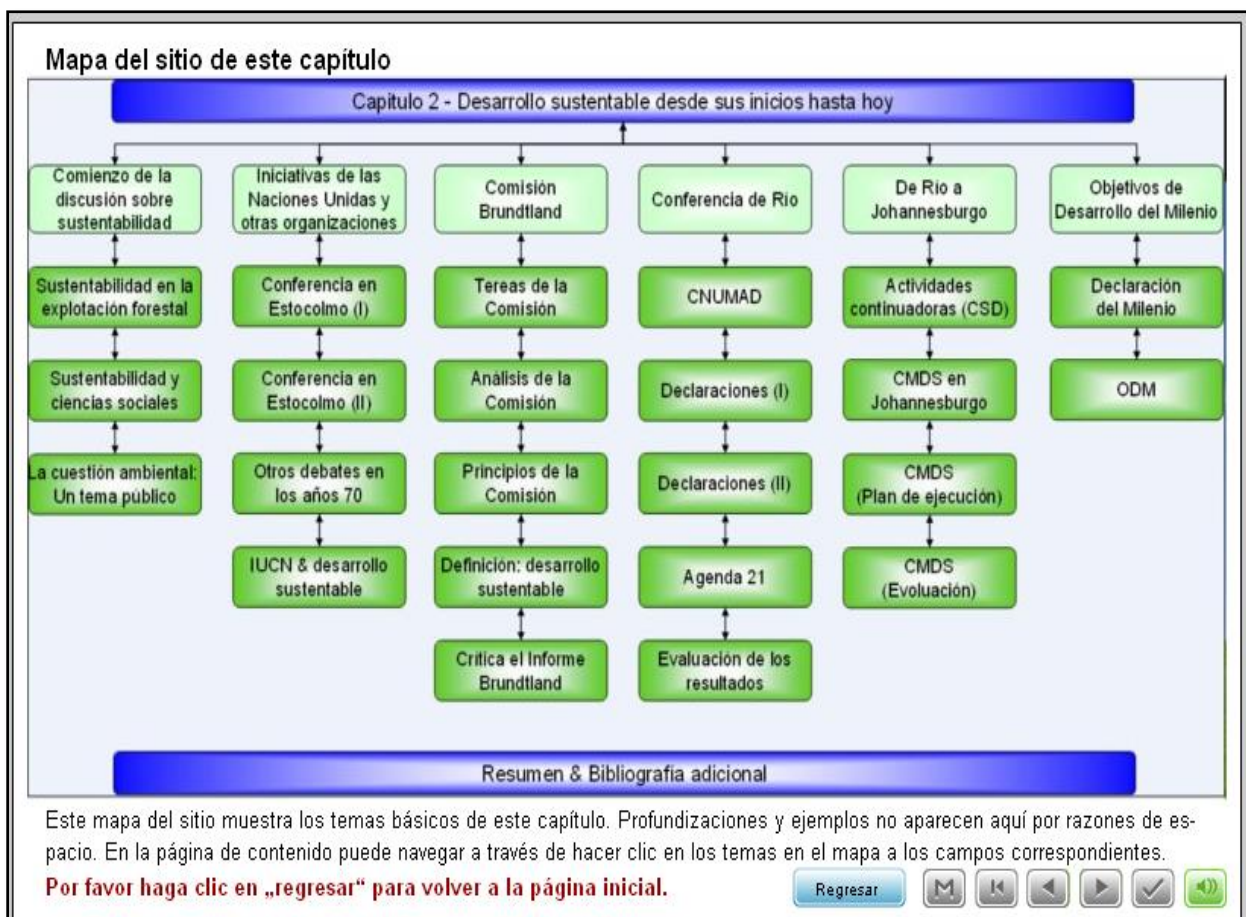 Mapa del sitio de este capítulo
Capitulo 2 - Desarrollo sustentable desde sus inicios hasta hoy
Comienzo de la
discusión sobre
sustentabilidad
Sustentabilidad en la
explotación forestal
Sustentabilidad y
ciencias sociales
La cuestión ambiental:
Un tema público
Iniciativas de las
Naciones Unidas y
otras organizaciones
Conferencia en
Estocolmo (I)
Conferencia en
Estocolmo (II)
Otros debates en
los años 70
IUCN & desarrollo
sustentable
Comisión
Brundtland
Tereas de la
Comisión
Análisis de la
Comisión
Principios de la
Comisión
Definición: desarrollo
sustentable
Crítica el Informe
Brundtland
Conferencia de Río
CNUMAD
Declaraciones (I)
Declaraciones (II)
Agenda 21
Evaluación de los
resultados
De Río a
Johannesburgo
Actividades
continuadoras (CSD)
CMDS en
Johannesburgo
CMDS
(Plan de ejecución)
CMDS
(Evoluación)
Objetivos de
Desarrollo del Milenio
Declaración
del Milenio
ODM
Resumen & Bibliografía adicional
Este mapa del sitio muestra los temas básicos de este capítulo. Profundizaciones y ejemplos no aparecen aquí por razones de es-
pacio. En la página de contenido puede navegar a través de hacer clic en los temas en el mapa a los campos correspondientes.
Por favor haga clic en „regresar“ para volver a la página inicial.
Regresar
M